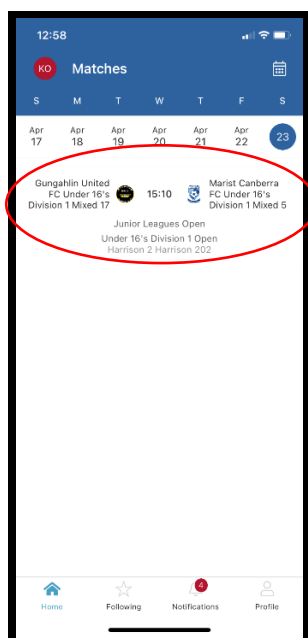 12:58
KO Matches
S M T W T F S
Apr Apr Apr Apr Apr Apr
17 18 19 20 21 22 23
Gungahlin United Marist Canberra
FC Under 16's 15:10 FC Under 16's
Division 1 Mixed 17 Division 1 Mixed 5
Junior Leagues Open
Under 16's Division 1 Open
Harrison 2 Harrison 202
4
Home Following Notifications Profile